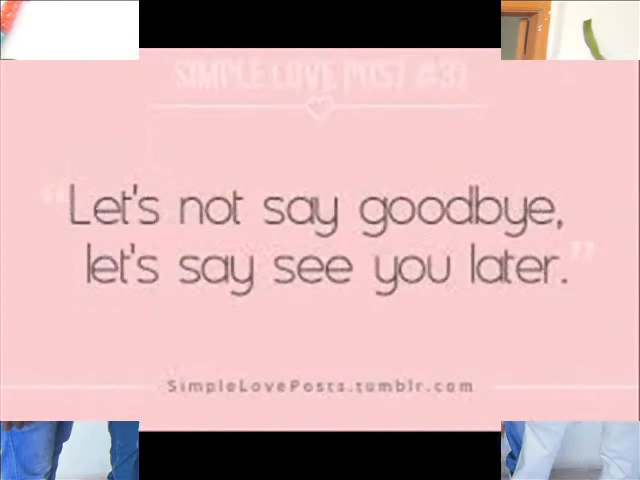 SIMPLE LOVE POST #37
“Let's not say goodbye,
let's say see you later.”
SimpleLovePosts.tumblr.com